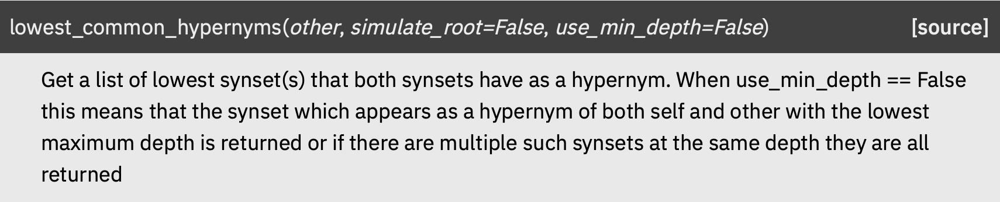 lowest_common_hypernyms(other, simulate_root=False, use_min_depth=False) [source]
Get a list of lowest synset(s) that both synsets have as a hypernym. When use_min_depth == False
this means that the synset which appears as a hypernym of both self and other with the lowest
maximum depth is returned or if there are multiple such synsets at the same depth they are all
returned